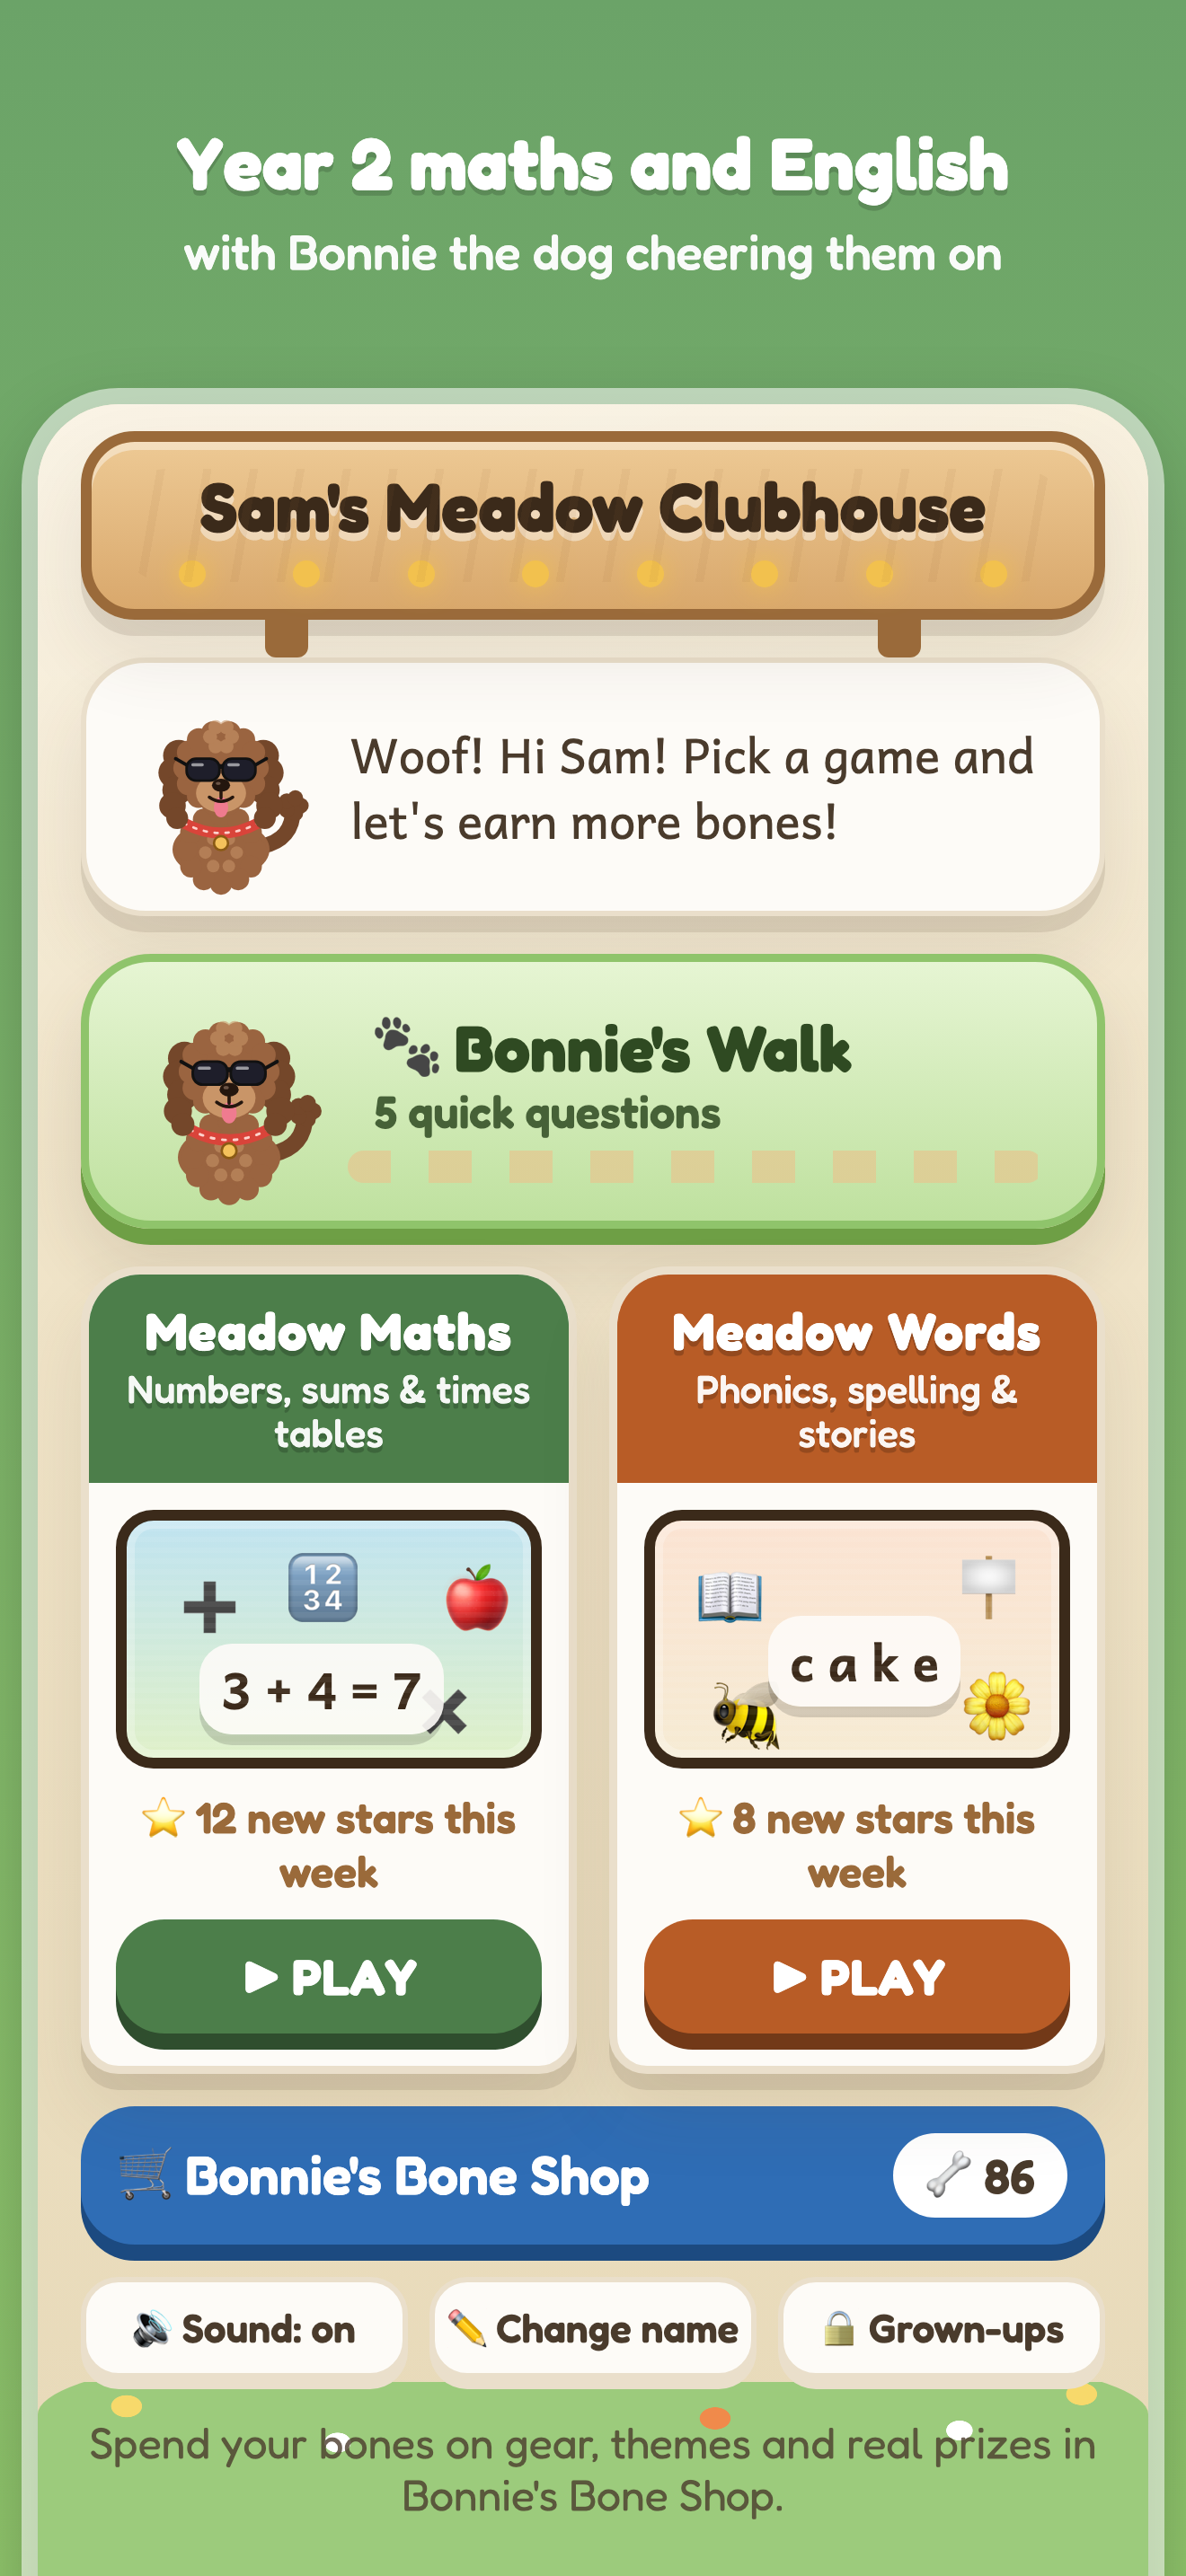 Year 2 maths and English
with Bonnie the dog cheering them on
Sam's Meadow Clubhouse
Woof! Hi Sam! Pick a game and
let's earn more bones!
🐾 Bonnie's Walk
5 quick questions
Meadow Maths
Numbers, sums & times
tables
1 2
3 4
3 + 4 = 7
⭐ 12 new stars this
week
▶ PLAY
Meadow Words
Phonics, spelling &
stories
c a k e
⭐ 8 new stars this
week
▶ PLAY
🛒 Bonnie's Bone Shop
🦴 86
🔊 Sound: on
✏️ Change name
🔒 Grown-ups
Spend your bones on gear, themes and real prizes in
Bonnie's Bone Shop.